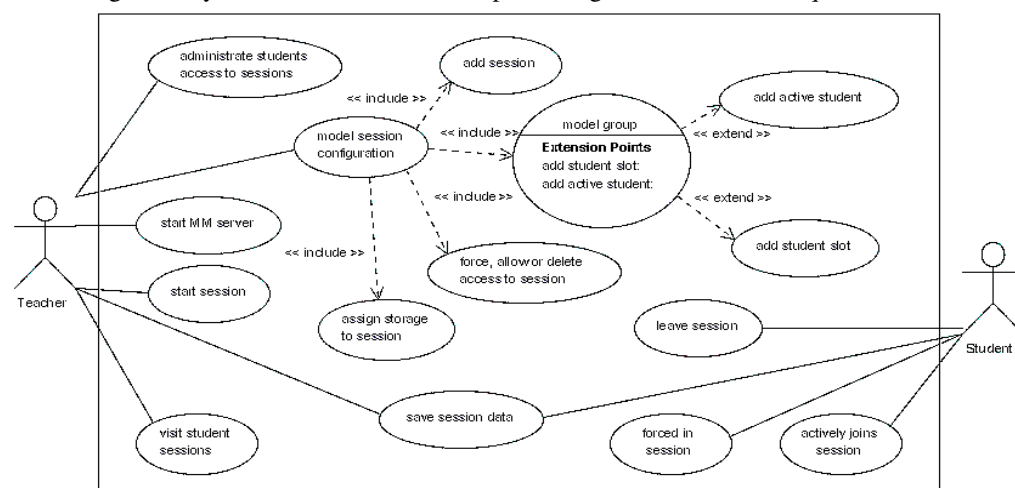 administrate students
access to sessions
add session
<< include >>
model session
configuration
<< include >>
model group
Extension Points
add student slot:
add active student:
add active student
<< extend >>
<< extend >>
add student slot
<< include >>
<< include >>
start MM server
start session
Teacher
force, allow or delete
access to session
assign storage
to session
leave session
Student
save session data
visit student
sessions
forced in
session
actively joins
session